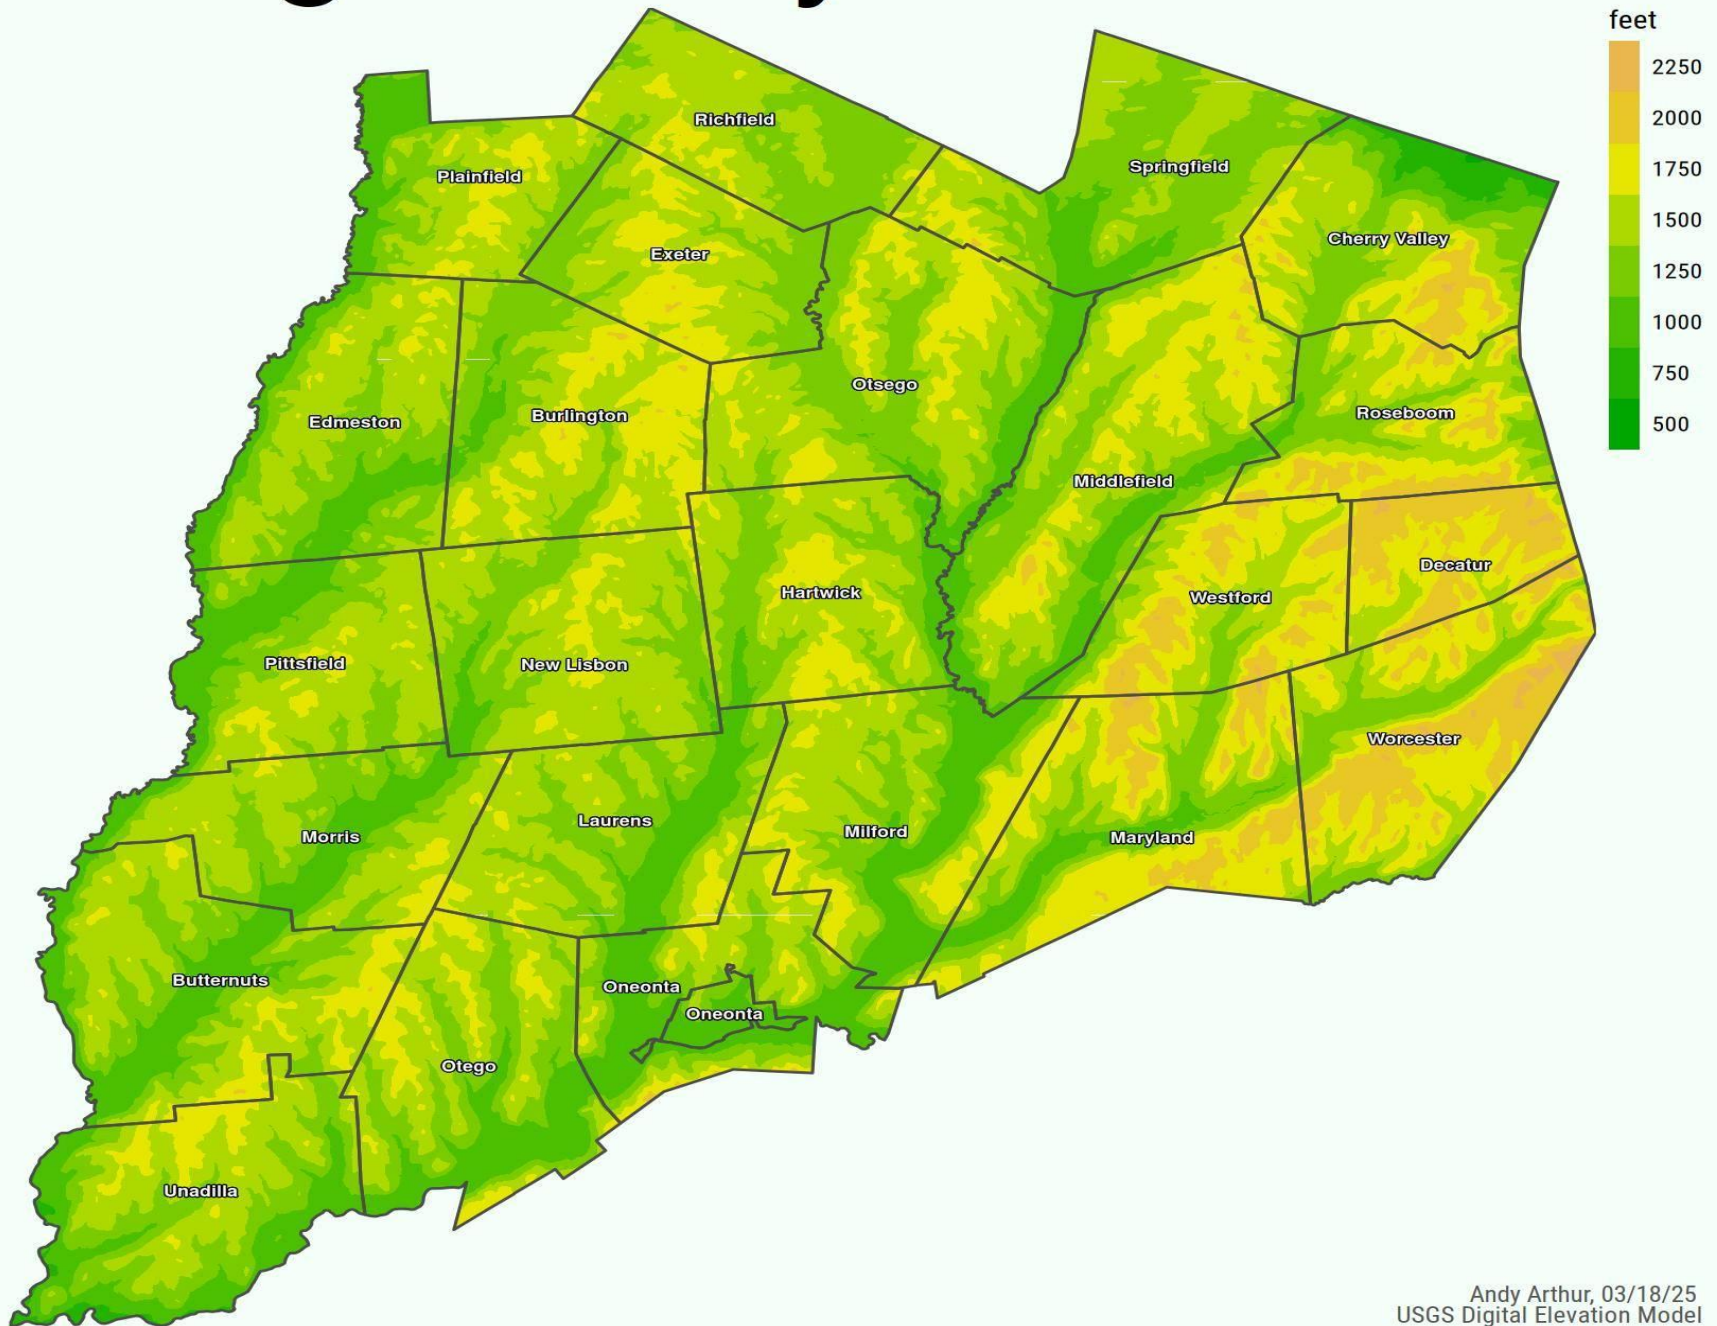 feet
2250
2000
1750
1500
1250
1000
750
500
Richfield
Springfield
Plainfield
Cherry Valley
Exeter
Otsego
Roseboom
Burlington
Edmeston
Middlefield
Decatur
Hartwick
Westford
Pittsfield
New Lisbon
Worcester
Laurens
Milford
Morris
Maryland
Butternuts
Oneonta
Oneonta
Otego
Unadilla
Andy Arthur, 03/18/25
USGS Digital Elevation Model